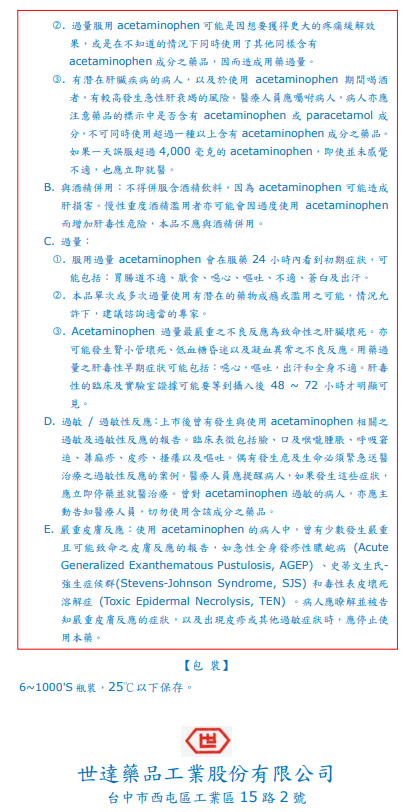 ②. 過量服用 acetaminophen 可能是因想要獲得更大的疼痛緩解效
果，或是在不知道的情況下同時使用了其他同樣含有
acetaminophen 成分之藥品，因而造成用藥過量。
③. 有潛在肝臟疾病的病人，以及於使用 acetaminophen 期間喝酒
者，有較高發生急性肝衰竭的風險。醫療人員應囑咐病人，病人亦應
注意藥品的標示中是否含有 acetaminophen 或 paracetamol 成
分，不可同時使用超過一種以上含有 acetaminophen 成分之藥品。
如果一天誤服超過 4,000 毫克的 acetaminophen，即使並未感覺
不適，也應立即就醫。
B. 與酒精併用：不得併服含酒精飲料，因為 acetaminophen 可能造成
肝損害。慢性重度酒精濫用者亦可能會因過度使用 acetaminophen
而增加肝毒性危險，本品不應與酒精併用。
C. 過量：
①. 服用過量 acetaminophen 會在服藥 24 小時內看到初期症狀，可
能包括：胃腸道不適、厭食、噁心、嘔吐、不適、蒼白及出汗。
②. 本品單次或多次過量使用有潛在的藥物成癮或濫用之可能，情況允
許下，建議諮詢適當的專家。
③. Acetaminophen 過量最嚴重之不良反應為致命性之肝臟壞死。亦
可能發生腎小管壞死、低血糖昏迷以及凝血異常之不良反應。用藥過
量之肝毒性早期症狀可能包括：噁心，嘔吐，出汗和全身不適。肝毒
性的臨床及實驗室證據可能要等到攝入後 48 ~ 72 小時才明顯可
見。
D. 過敏 / 過敏性反應：上市後曾有發生與使用 acetaminophen 相關之
過敏及過敏性反應的報告。臨床表徵包括臉、口及喉嚨腫脹、呼吸窘
迫、蕁麻疹、皮疹、搔癢以及嘔吐。偶有發生危及生命必須緊急送醫
治療之過敏性反應的案例。醫療人員應提醒病人，如果發生這些症狀，
應立即停藥並就醫治療。曾對 acetaminophen 過敏的病人，亦應主
動告知醫療人員，切勿使用含該成分之藥品。
E. 嚴重皮膚反應：使用 acetaminophen 的病人中，曾有少數發生嚴重
且可能致命之皮膚反應的報告，如急性全身發疹性膿皰病 (Acute
Generalized Exanthematous Pustulosis, AGEP) 、史蒂文生氏-
強生症候群(Stevens-Johnson Syndrome, SJS) 和毒性表皮壞死
溶解症 (Toxic Epidermal Necrolysis, TEN) 。病人應瞭解並被告
知嚴重皮膚反應的症狀，以及出現皮疹或其他過敏症狀時，應停止使
用本藥。
【包 裝】
6~1000'S 瓶裝，25℃以下保存。
世
世達藥品工業股份有限公司
台中市西屯區工業區 15 路 2 號